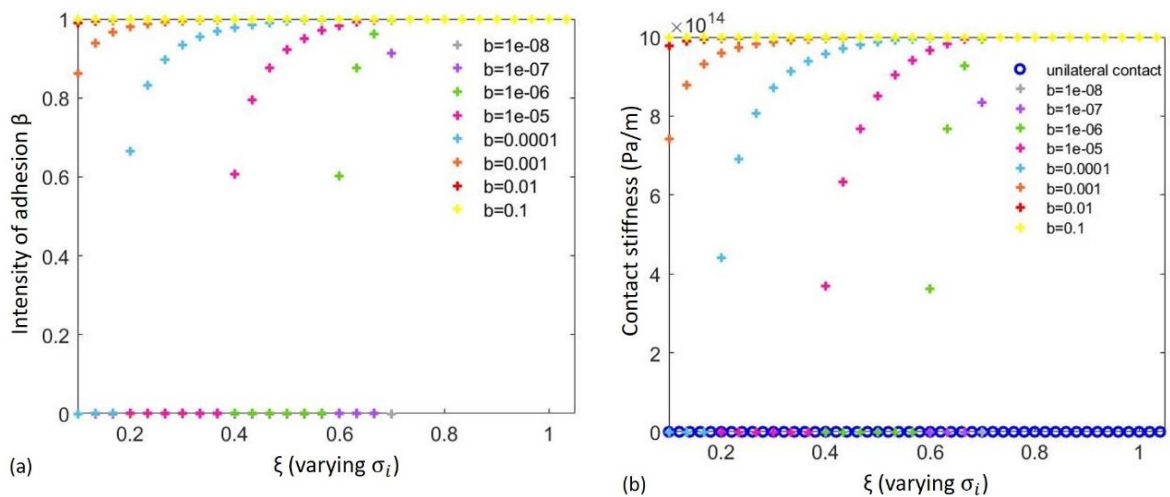 Intensity of adhesion β
1
0.8
0.6
0.4
0.2
0
0.2
0.4
0.6
0.8
1
ξ (varying σᵢ)
(a)
b=1e-08
b=1e-07
b=1e-06
b=1e-05
b=0.0001
b=0.001
b=0.01
b=0.1
Contact stiffness (Pa/m)
× 10¹⁴
10
8
6
4
2
0
0.2
0.4
0.6
0.8
1
ξ (varying σᵢ)
(b)
unilateral contact
b=1e-08
b=1e-07
b=1e-06
b=1e-05
b=0.0001
b=0.001
b=0.01
b=0.1